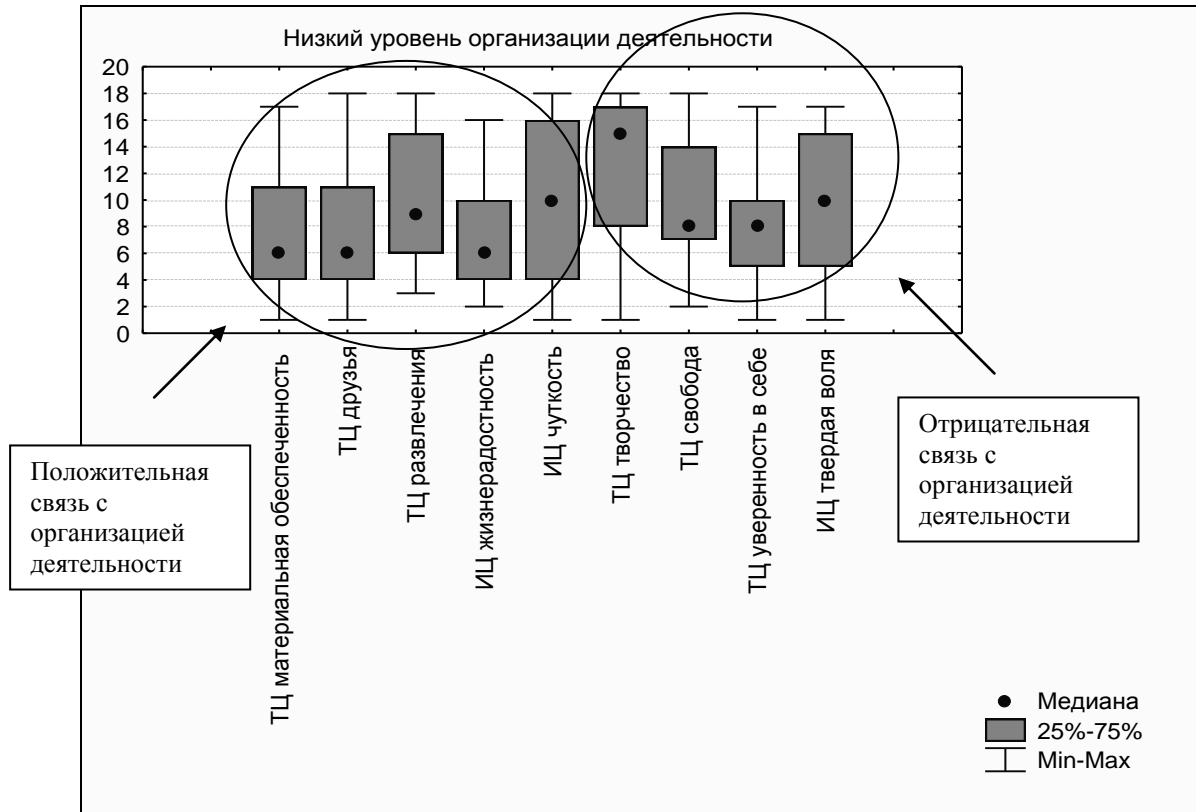 Низкий уровень организации деятельности
20
18
16
14
12
10
8
6
4
2
0
ТЦ материальная обеспеченность
ТЦ друзья
ТЦ развлечения
ИЦ жизнерадостность
ИЦ чуткость
ТЦ творчество
ТЦ свобода
ТЦ уверенность в себе
ИЦ твердая воля
Положительная
связь с
организацией
деятельности
Отрицательная
связь с
организацией
деятельности
Медиана
25%-75%
Min-Max